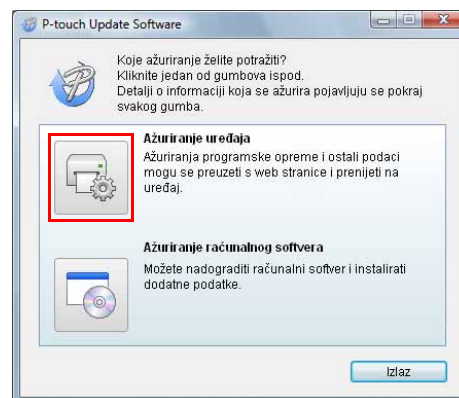 P-touch Update Software
Koje ažuriranje želite potražiti?
Kliknite jedan od gumbova ispod.
Detalji o informaciji koja se ažurira pojavljuju se pokraj
svakog gumba.
Ažuriranje uređaja
Ažuriranja programske opreme i ostali podaci
mogu se preuzeti s web stranice i prenijeti na
uređaj.
Ažuriranje računalnog softvera
Možete nadograditi računalni softver i instalirati
dodatne podatke.
Izlaz